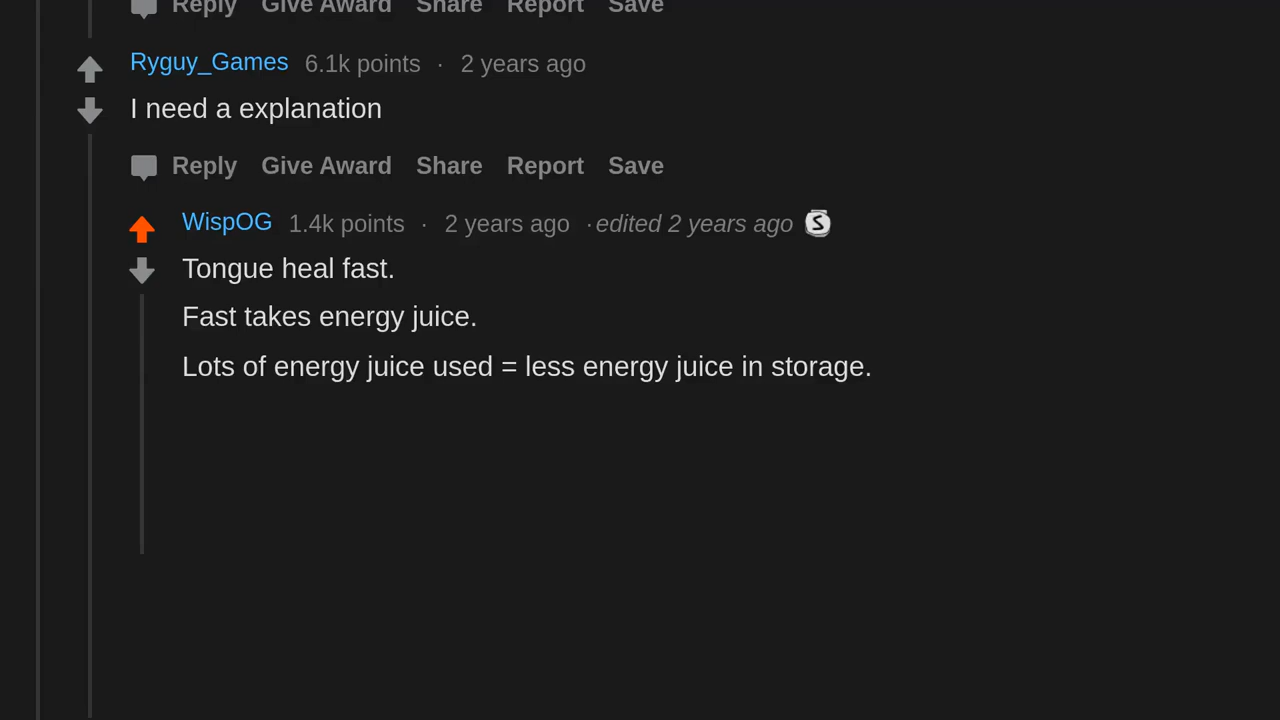 Reply Give Award Share Report Save
Ryguy_Games 6.1k points · 2 years ago
I need a explanation
Reply Give Award Share Report Save
WispOG 1.4k points · 2 years ago ·edited 2 years ago S
Tongue heal fast.
Fast takes energy juice.
Lots of energy juice used = less energy juice in storage.